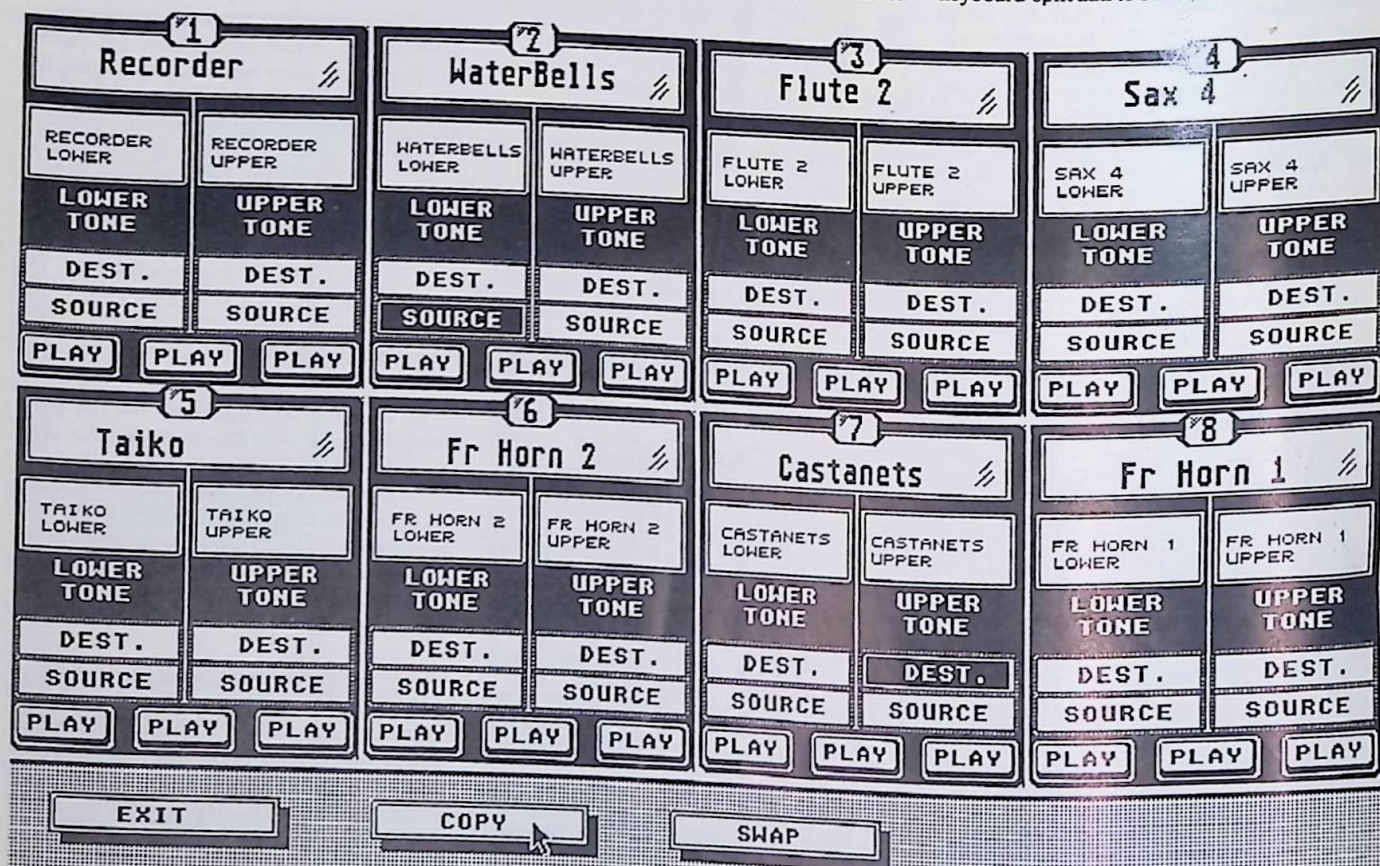 1
Recorder
RECORDER
LOWER
RECORDER
UPPER
LOWER
TONE
UPPER
TONE
DEST.
DEST.
SOURCE
SOURCE
PLAY PLAY PLAY
2
WaterBells
WATERBELLS
LOWER
WATERBELLS
UPPER
LOWER
TONE
UPPER
TONE
DEST.
DEST.
SOURCE
SOURCE
PLAY PLAY PLAY
3
Flute 2
FLUTE 2
LOWER
FLUTE 2
UPPER
LOWER
TONE
UPPER
TONE
DEST.
DEST.
SOURCE
SOURCE
PLAY PLAY PLAY
4
Sax 4
SAX 4
LOWER
SAX 4
UPPER
LOWER
TONE
UPPER
TONE
DEST.
DEST.
SOURCE
SOURCE
PLAY PLAY PLAY
5
Taiko
TAIKO
LOWER
TAIKO
UPPER
LOWER
TONE
UPPER
TONE
DEST.
DEST.
SOURCE
SOURCE
PLAY PLAY PLAY
6
Fr Horn 2
FR HORN 2
LOWER
FR HORN 2
UPPER
LOWER
TONE
UPPER
TONE
DEST.
DEST.
SOURCE
SOURCE
PLAY PLAY PLAY
7
Castanets
CASTANETS
LOWER
CASTANETS
UPPER
LOWER
TONE
UPPER
TONE
DEST.
DEST.
SOURCE
SOURCE
PLAY PLAY PLAY
8
Fr Horn 1
FR HORN 1
LOWER
FR HORN 1
UPPER
LOWER
TONE
UPPER
TONE
DEST.
DEST.
SOURCE
SOURCE
PLAY PLAY PLAY
EXIT
COPY
SWAP